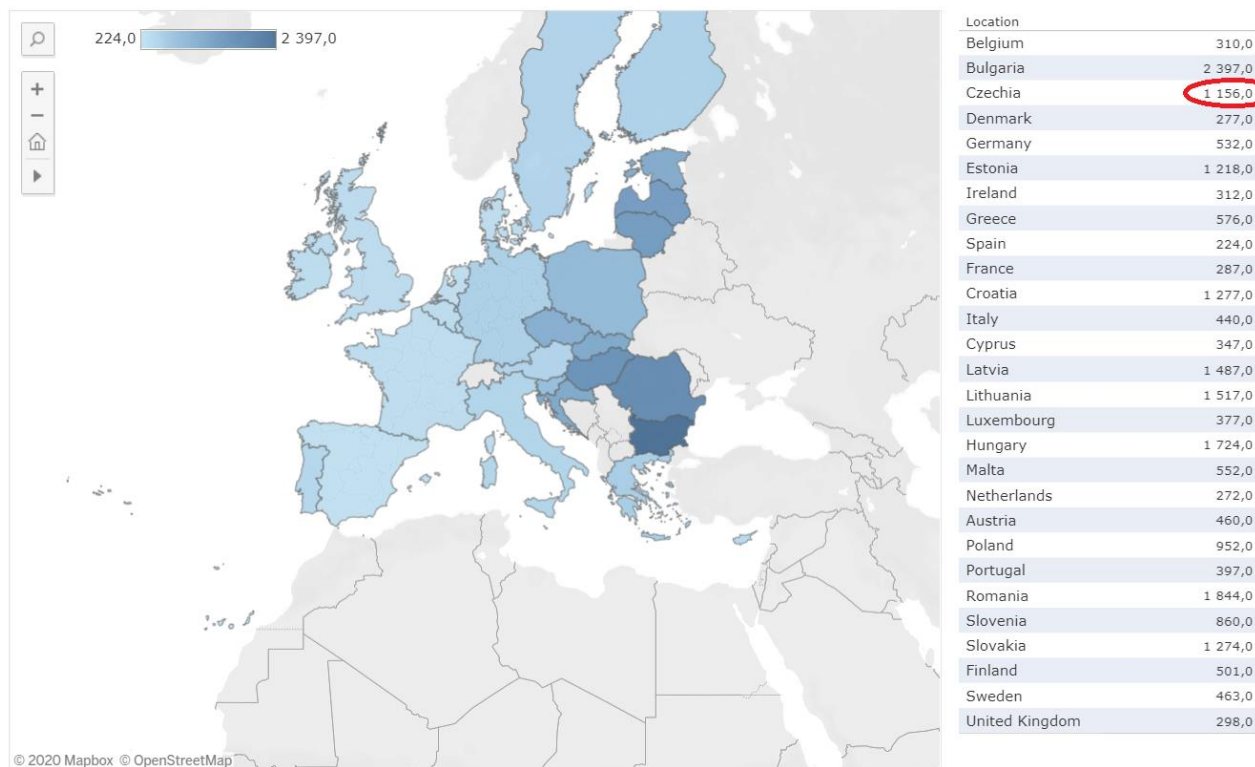 224,0 2 397,0
Location
Belgium 310,0
Bulgaria 2 397,0
Czechia 1 156,0
Denmark 277,0
Germany 532,0
Estonia 1 218,0
Ireland 312,0
Greece 576,0
Spain 224,0
France 287,0
Croatia 1 277,0
Italy 440,0
Cyprus 347,0
Latvia 1 487,0
Lithuania 1 517,0
Luxembourg 377,0
Hungary 1 724,0
Malta 552,0
Netherlands 272,0
Austria 460,0
Poland 952,0
Portugal 397,0
Romania 1 844,0
Slovenia 860,0
Slovakia 1 274,0
Finland 501,0
Sweden 463,0
United Kingdom 298,0
© 2020 Mapbox © OpenStreetMap